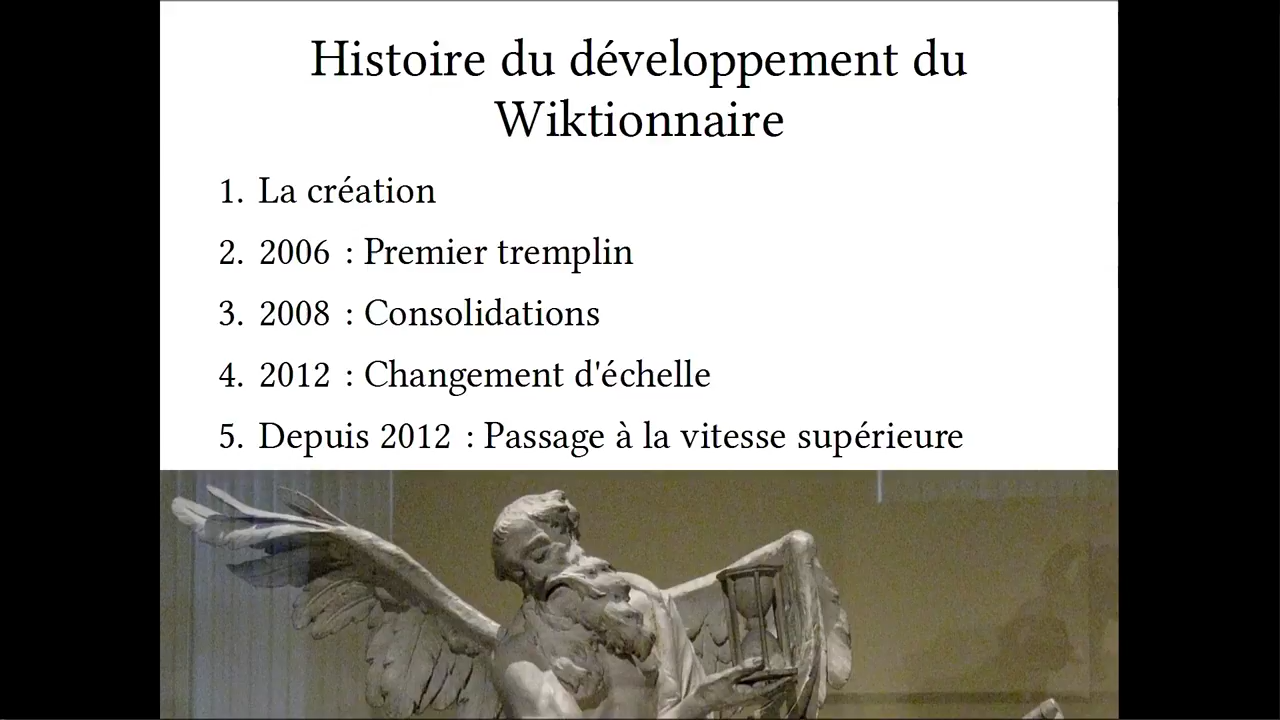 Histoire du développement du
Wiktionnaire
1. La création
2. 2006 : Premier tremplin
3. 2008 : Consolidations
4. 2012 : Changement d'échelle
5. Depuis 2012 : Passage à la vitesse supérieure